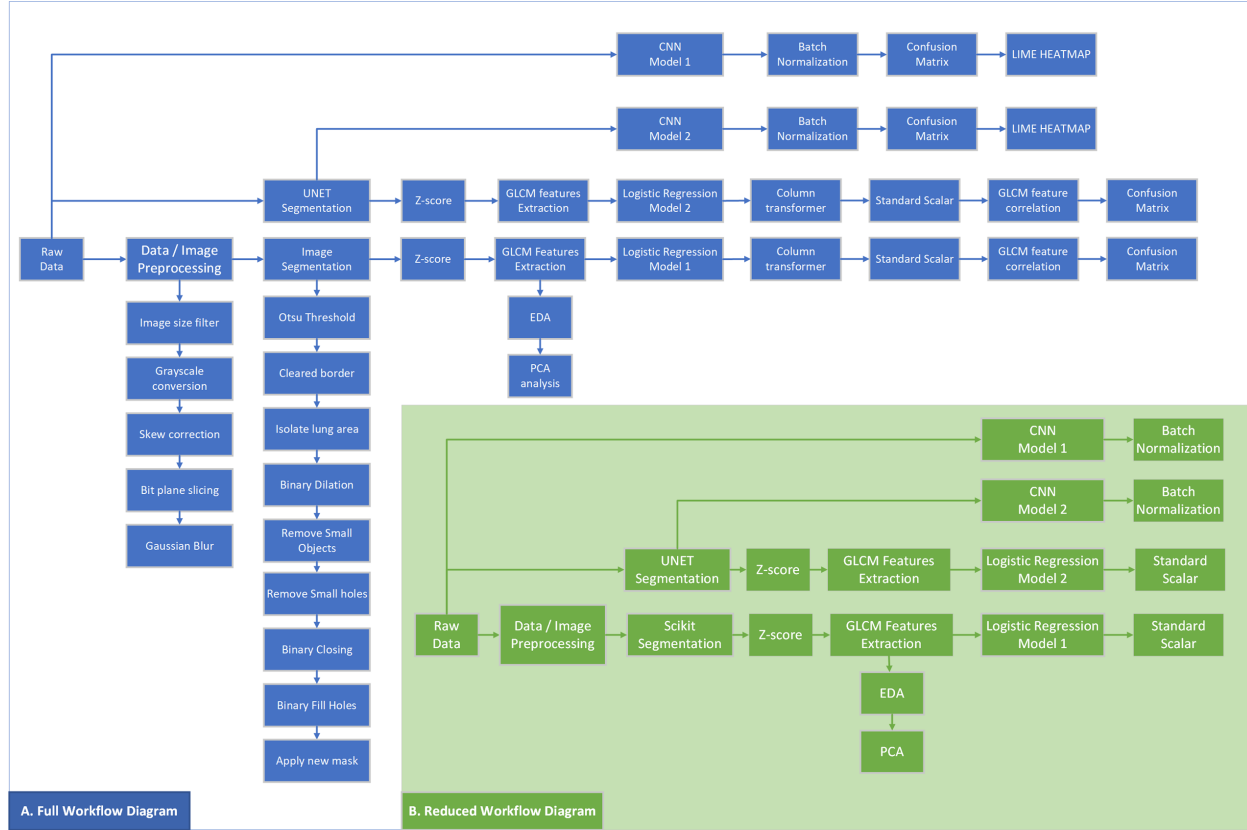 CNN
Model 1
Batch
Normalization
Confusion
Matrix
LIME HEATMAP
CNN
Model 2
Batch
Normalization
Confusion
Matrix
LIME HEATMAP
UNET
Segmentation
Z-score
GLCM features
Extraction
Logistic Regression
Model 2
Column
transformer
Standard Scalar
GLCM feature
correlation
Confusion
Matrix
Raw
Data
Data / Image
Preprocessing
Image
Segmentation
Z-score
GLCM Features
Extraction
Logistic Regression
Model 1
Column
transformer
Standard Scalar
GLCM feature
correlation
Confusion
Matrix
Image size filter
Grayscale
conversion
Skew correction
Bit plane slicing
Gaussian Blur
Otsu Threshold
Cleared border
Isolate lung area
Binary Dilation
Remove Small
Objects
Remove Small holes
Binary Closing
Binary Fill Holes
Apply new mask
EDA
PCA
analysis
A. Full Workflow Diagram
CNN
Model 1
Batch
Normalization
CNN
Model 2
Batch
Normalization
UNET
Segmentation
Z-score
GLCM Features
Extraction
Logistic Regression
Model 2
Standard
Scalar
Raw
Data
Data / Image
Preprocessing
Scikit
Segmentation
Z-score
GLCM Features
Extraction
Logistic Regression
Model 1
Standard
Scalar
EDA
PCA
B. Reduced Workflow Diagram